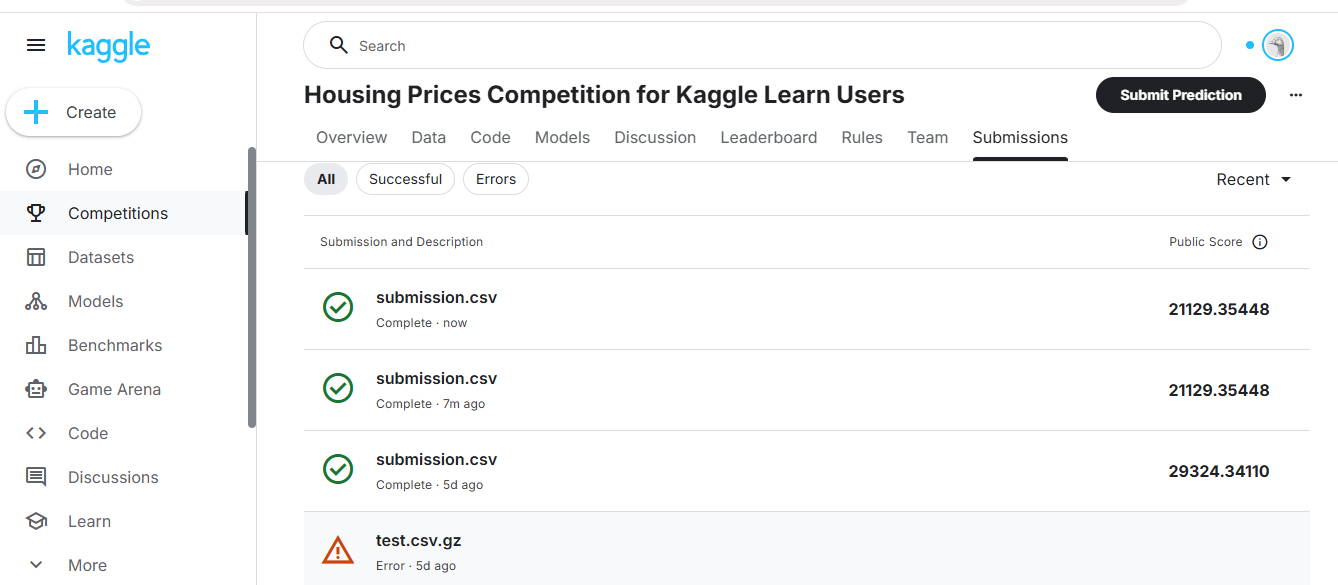 kaggle
Search
Create
Housing Prices Competition for Kaggle Learn Users
Submit Prediction
Overview Data Code Models Discussion Leaderboard Rules Team Submissions
Home
Competitions
Datasets
Models
Benchmarks
Game Arena
Code
Discussions
Learn
More
All Successful Errors
Recent
Submission and Description Public Score
submission.csv
Complete · now
21129.35448
submission.csv
Complete · 7m ago
21129.35448
submission.csv
Complete · 5d ago
29324.34110
test.csv.gz
Error · 5d ago